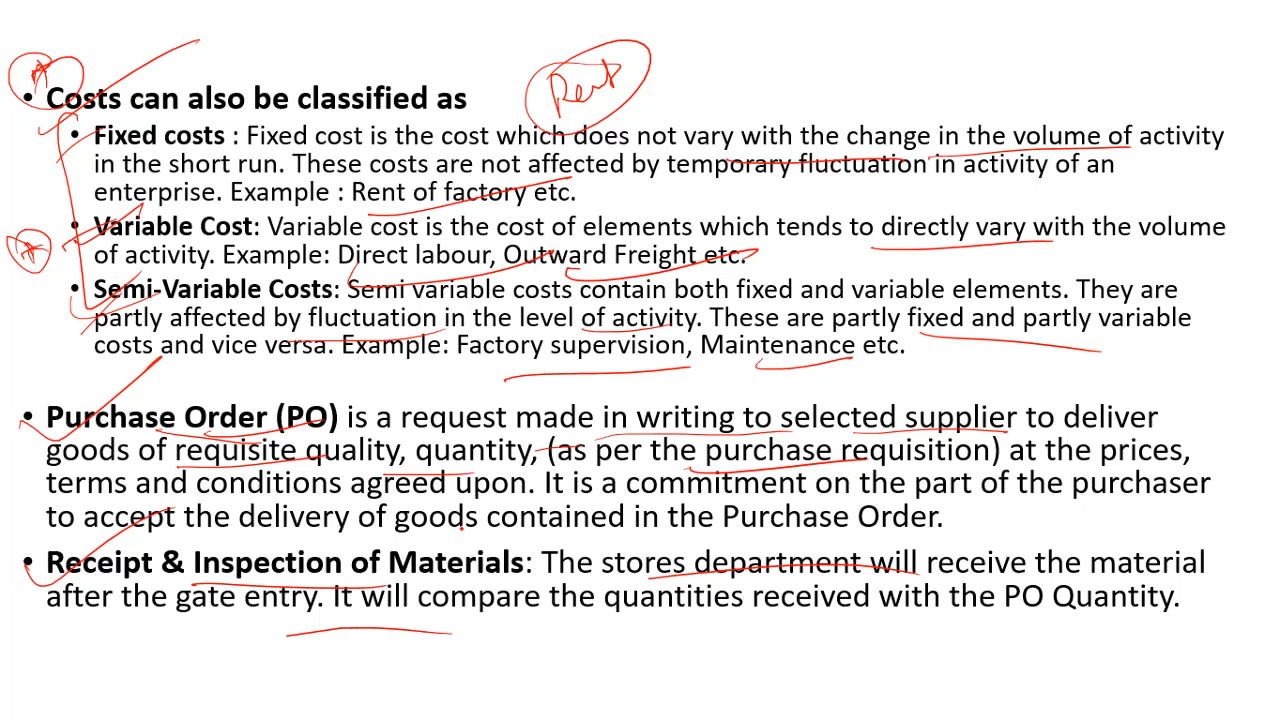 Rent
• Costs can also be classified as
• Fixed costs : Fixed cost is the cost which does not vary with the change in the volume of activity
in the short run. These costs are not affected by temporary fluctuation in activity of an
enterprise. Example : Rent of factory etc.
• Variable Cost: Variable cost is the cost of elements which tends to directly vary with the volume
of activity. Example: Direct labour, Outward Freight etc.
• Semi-Variable Costs: Semi variable costs contain both fixed and variable elements. They are
partly affected by fluctuation in the level of activity. These are partly fixed and partly variable
costs and vice versa. Example: Factory supervision, Maintenance etc.
• Purchase Order (PO) is a request made in writing to selected supplier to deliver
goods of requisite quality, quantity, (as per the purchase requisition) at the prices,
terms and conditions agreed upon. It is a commitment on the part of the purchaser
to accept the delivery of goods contained in the Purchase Order.
• Receipt & Inspection of Materials: The stores department will receive the material
after the gate entry. It will compare the quantities received with the PO Quantity.